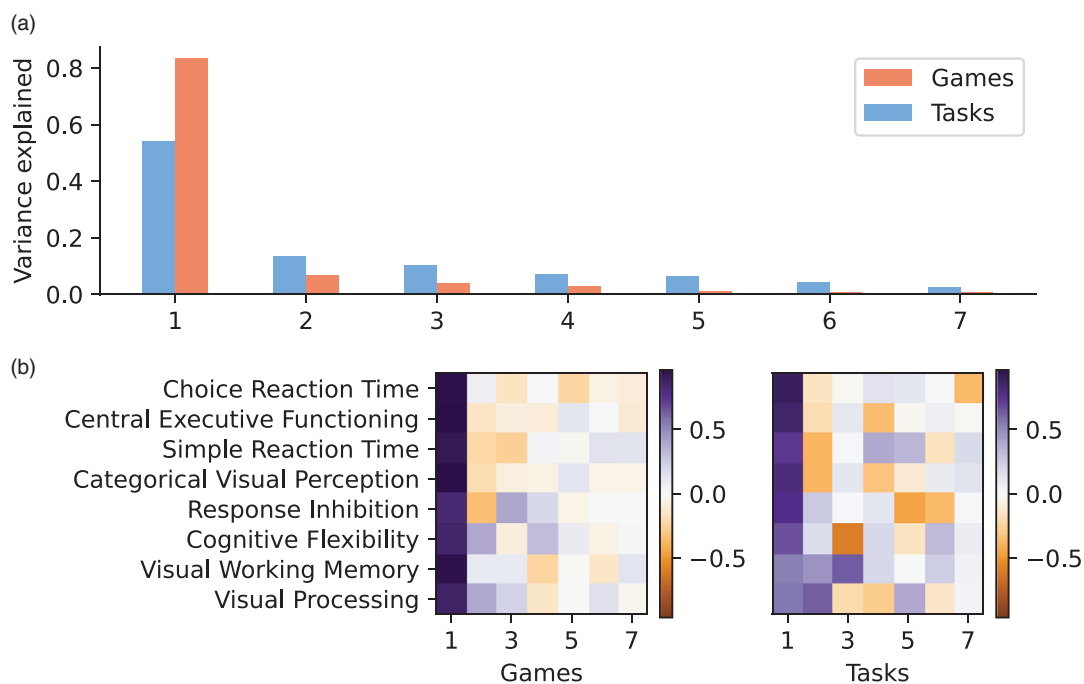 (a)
Variance explained
0.8
0.6
0.4
0.2
0.0
Games
Tasks
1 2 3 4 5 6 7
(b)
Choice Reaction Time
Central Executive Functioning
Simple Reaction Time
Categorical Visual Perception
Response Inhibition
Cognitive Flexibility
Visual Working Memory
Visual Processing
0.5
0.0
−0.5
0.5
0.0
−0.5
1 3 5 7
1 3 5 7
Games
Tasks